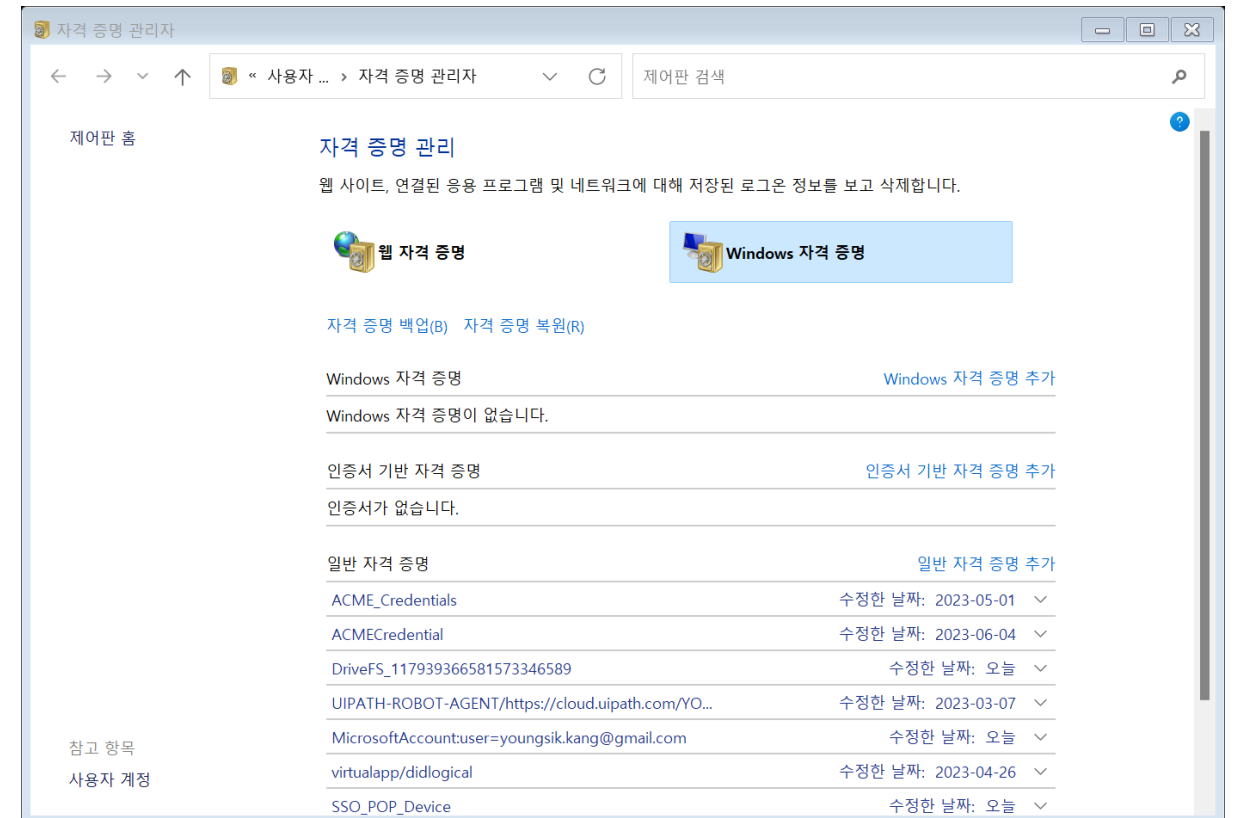 자격 증명 관리자
« 사용자 ... › 자격 증명 관리자
제어판 검색
제어판 홈
자격 증명 관리
웹 사이트, 연결된 응용 프로그램 및 네트워크에 대해 저장된 로그온 정보를 보고 삭제합니다.
웹 자격 증명
Windows 자격 증명
자격 증명 백업(B) 자격 증명 복원(R)
Windows 자격 증명 Windows 자격 증명 추가
Windows 자격 증명이 없습니다.
인증서 기반 자격 증명 인증서 기반 자격 증명 추가
인증서가 없습니다.
일반 자격 증명 일반 자격 증명 추가
ACME_Credentials 수정한 날짜: 2023-05-01
ACMECredential 수정한 날짜: 2023-06-04
DriveFS_117939366581573346589 수정한 날짜: 오늘
UIPATH-ROBOT-AGENT/https://cloud.uipath.com/YO... 수정한 날짜: 2023-03-07
MicrosoftAccount:user=youngsik.kang@gmail.com 수정한 날짜: 오늘
virtualapp/didlogical 수정한 날짜: 2023-04-26
SSO_POP_Device 수정한 날짜: 오늘
참고 항목
사용자 계정